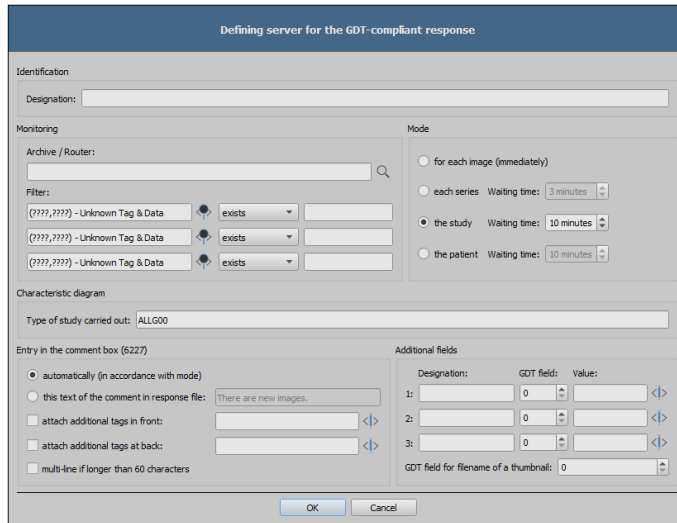 Defining server for the GDT-compliant response
Identification
Designation:
Monitoring
Archive / Router:
Filter:
(????,????) - Unknown Tag & Data exists
(????,????) - Unknown Tag & Data exists
(????,????) - Unknown Tag & Data exists
Mode
for each image (immediately)
each series Waiting time: 3 minutes
the study Waiting time: 10 minutes
the patient Waiting time: 10 minutes
Characteristic diagram
Type of study carried out: ALLG00
Entry in the comment box (6227)
automatically (in accordance with mode)
this text of the comment in response file: There are new images.
attach additional tags in front:
attach additional tags at back:
multi-line if longer than 60 characters
Additional fields
Designation: GDT field: Value:
1: 0
2: 0
3: 0
GDT field for filename of a thumbnail: 0
OK Cancel